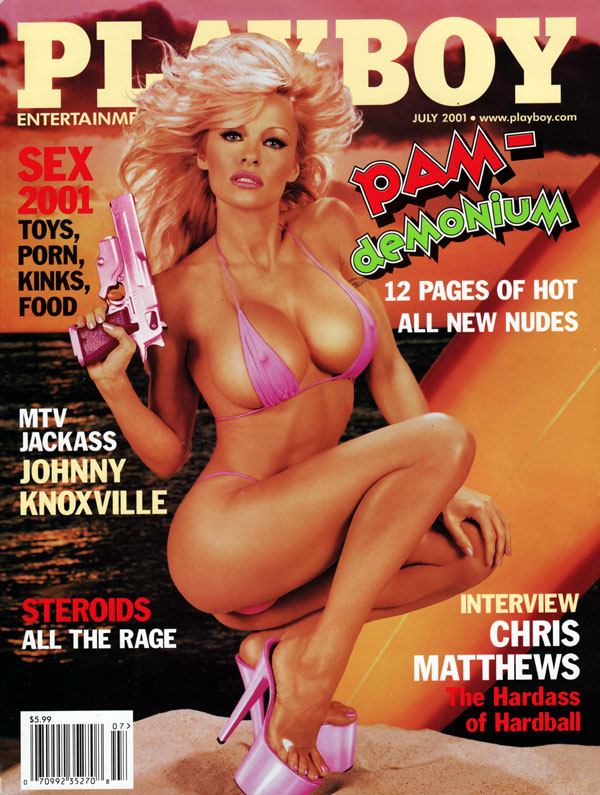 PLAYBOY
ENTERTAINME
JULY 2001 • www.playboy.com
SEX
2001
TOYS,
PORN,
KINKS,
FOOD
PAM-
DEMONIUM
12 PAGES OF HOT
ALL NEW NUDES
MTV
JACKASS
JOHNNY
KNOXVILLE
STEROIDS
ALL THE RAGE
INTERVIEW
CHRIS
MATTHEWS
The Hardass
of Hardball
$5.99
07>
0 70992 35270 8